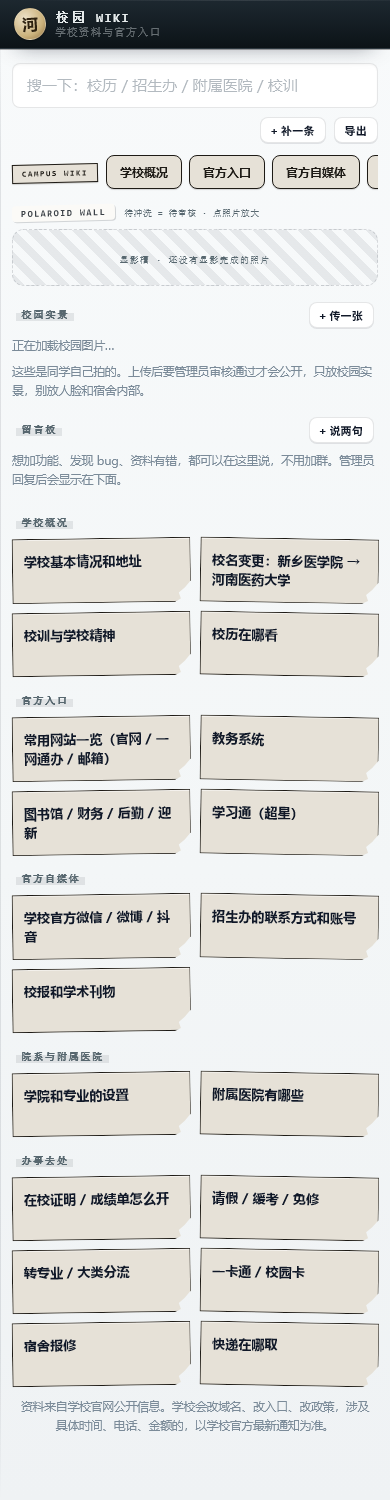 河
校园 WIKI
学校资料与官方入口
搜一下：校历 / 招生办 / 附属医院 / 校训
+ 补一条
导出
CAMPUS WIKI
学校概况
官方入口
官方自媒体
POLAROID WALL
待冲洗 = 待审核 · 点照片放大
显影槽 · 还没有显影完成的照片
校园实景
+ 传一张
正在加载校园图片…
这些是同学自己拍的。上传后要管理员审核通过才会公开，只放校园实
景，别放人脸和宿舍内部。
留言板
+ 说两句
想加功能、发现 bug、资料有错，都可以在这里说，不用加群。管理员
回复后会显示在下面。
学校概况
学校基本情况和地址
校名变更：新乡医学院 →
河南医药大学
校训与学校精神
校历在哪看
官方入口
常用网站一览（官网 / 一
网通办 / 邮箱）
教务系统
图书馆 / 财务 / 后勤 / 迎
新
学习通（超星）
官方自媒体
学校官方微信 / 微博 / 抖
音
招生办的联系方式和账号
校报和学术刊物
院系与附属医院
学院和专业的设置
附属医院有哪些
办事去处
在校证明 / 成绩单怎么开
请假 / 缓考 / 免修
转专业 / 大类分流
一卡通 / 校园卡
宿舍报修
快递在哪取
资料来自学校官网公开信息。学校会改域名、改入口、改政策，涉及
具体时间、电话、金额的，以学校官方最新通知为准。